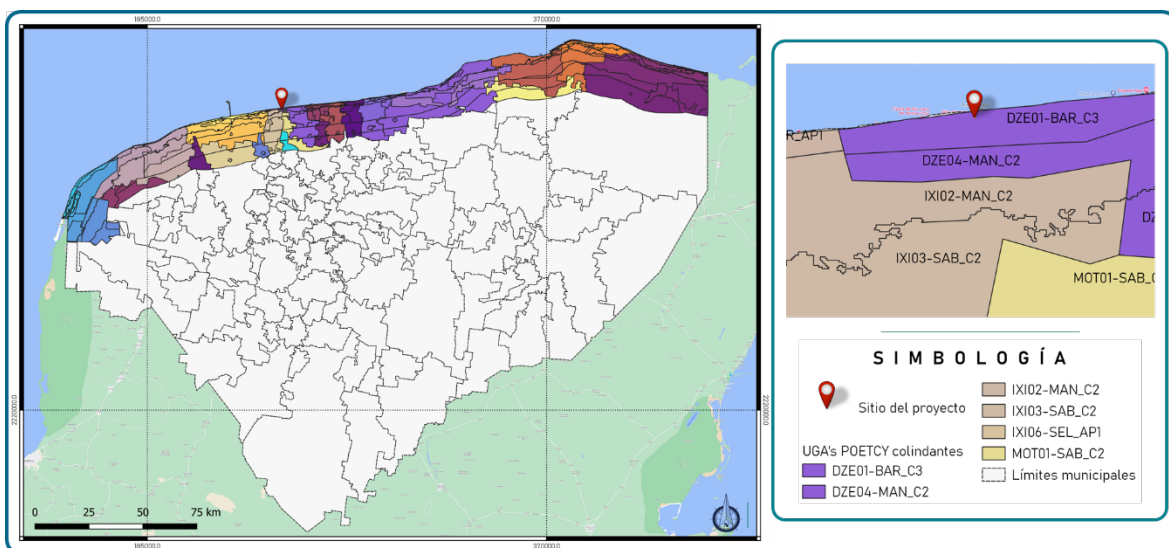 185000.0
370000.0
2220000.0
2220000.0
0 25 50 75 km
185000.0
370000.0
R_AP1
DZE01-BAR_C3
DZE04-MAN_C2
IXI02-MAN_C2
IXI03-SAB_C2
DZ
MOT01-SAB_C
SIMBOLOGÍA
Sitio del proyecto
UGA's POETCY colindantes
DZE01-BAR_C3
DZE04-MAN_C2
IXI02-MAN_C2
IXI03-SAB_C2
IXI06-SEL_AP1
MOT01-SAB_C2
Límites municipales